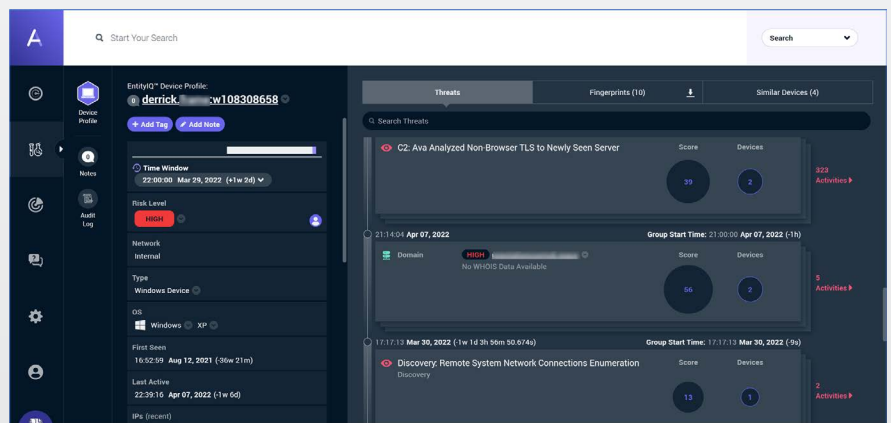 Start Your Search
Search
EntityIQ™ Device Profile:
0 derrick. :w108308658
+ Add Tag
Add Note
Device
Profile
0
Notes
Audit
Log
Time Window
22:00:00 Mar 29, 2022 (+1w 2d)
Risk Level
HIGH
Network
Internal
Type
Windows Device
OS
Windows XP
First Seen
16:52:59 Aug 12, 2021 (-36w 21m)
Last Active
22:39:16 Apr 07, 2022 (-1w 6d)
IPs (recent)
Threats
Fingerprints (10)
Similar Devices (4)
Search Threats
C2: Ava Analyzed Non-Browser TLS to Newly Seen Server
Score
Devices
39
2
323
Activities
21:14:04 Apr 07, 2022
Group Start Time: 21:00:00 Apr 07, 2022 (-1h)
Domain
HIGH
No WHOIS Data Available
Score
Devices
56
2
5
Activities
17:17:13 Mar 30, 2022 (-1w 1d 3h 56m 50.674s)
Group Start Time: 17:17:13 Mar 30, 2022 (-9s)
Discovery: Remote System Network Connections Enumeration
Discovery
Score
Devices
13
1
2
Activities